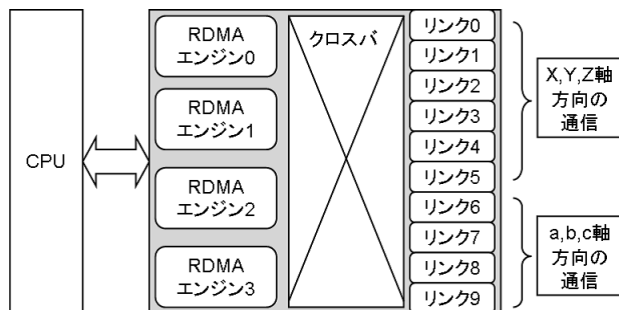 CPU
RDMA
エンジン0
RDMA
エンジン1
RDMA
エンジン2
RDMA
エンジン3
クロスバ
リンク0
リンク1
リンク2
リンク3
リンク4
リンク5
リンク6
リンク7
リンク8
リンク9
X,Y,Z軸
方向の
通信
a,b,c軸
方向の
通信